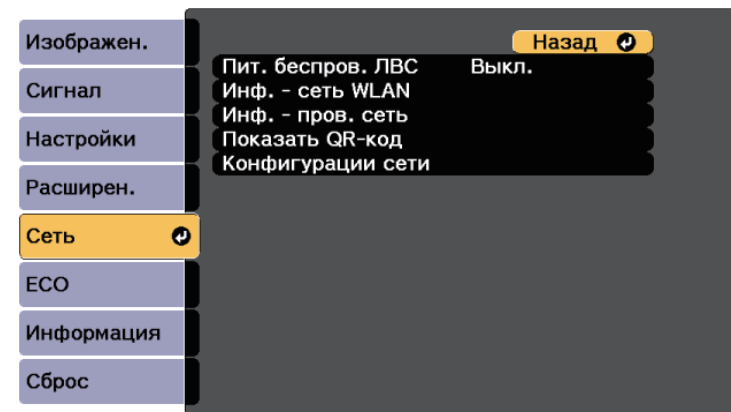 Изображен.
Сигнал
Настройки
Расширен.
Сеть
ECO
Информация
Сброс
Назад
Пит. беспров. ЛВС Выкл.
Инф. - сеть WLAN
Инф. - пров. сеть
Показать QR-код
Конфигурации сети